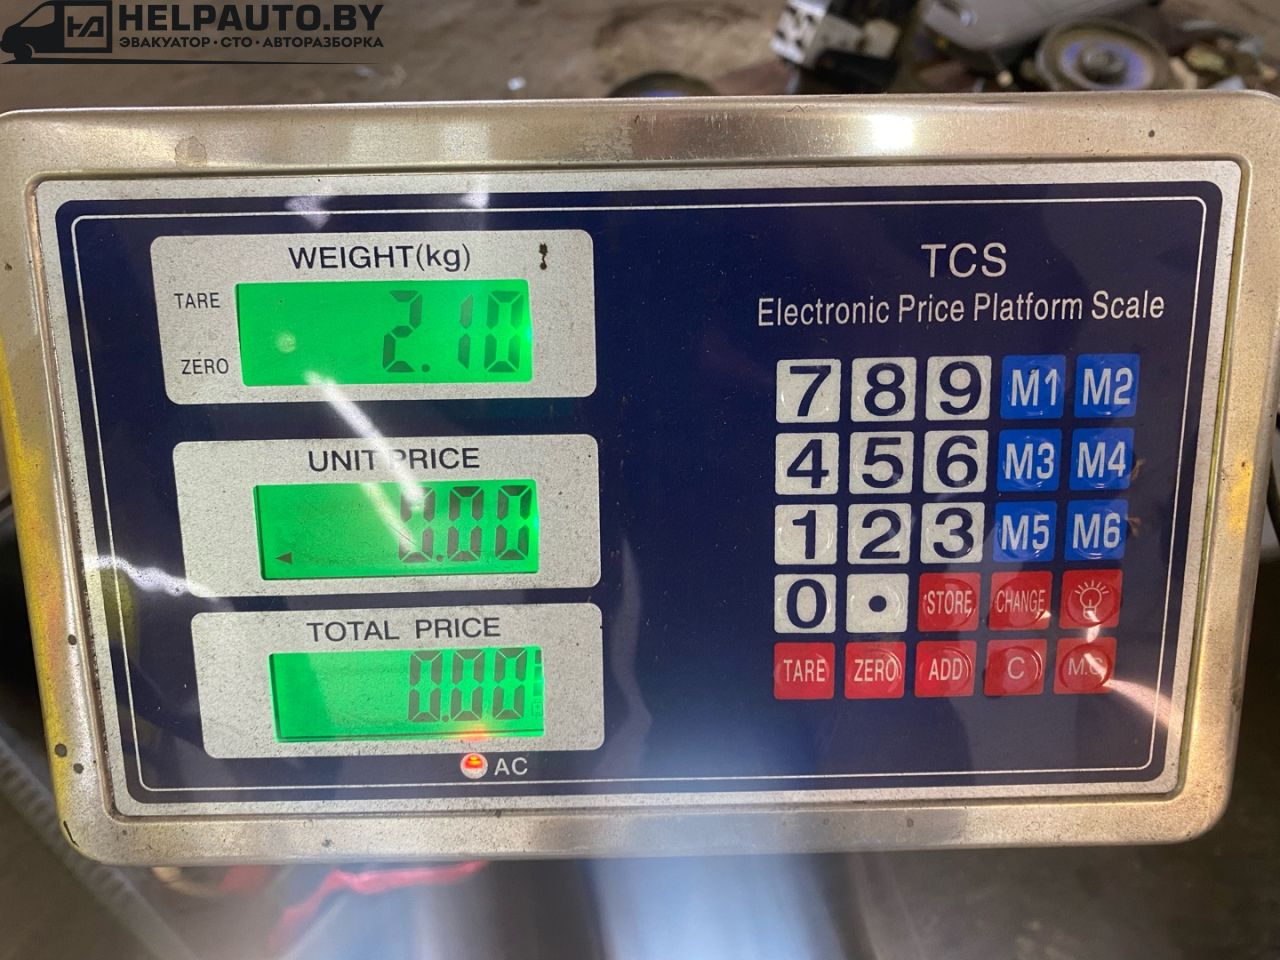 HELPAUTO.BY
ЭВАКУАТОР·СТО·АВТОРАЗБОРКА
WEIGHT(kg)
TARE
2.10
ZERO
UNIT PRICE
0.00
TOTAL PRICE
0.00
AC
TCS
Electronic Price Platform Scale
7 8 9 M1 M2
4 5 6 M3 M4
1 2 3 M5 M6
0 . STORE CHANGE
TARE ZERO ADD C M.C